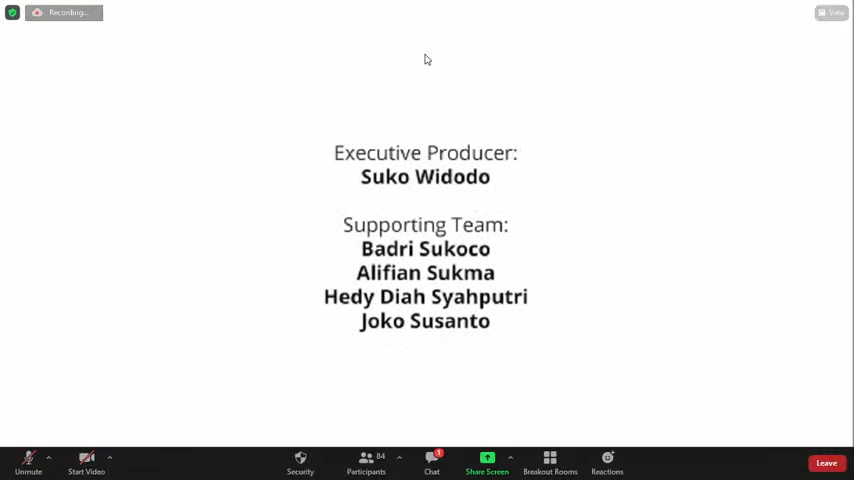 Recording...
View
Executive Producer:
Suko Widodo
Supporting Team:
Badri Sukoco
Alifian Sukma
Hedy Diah Syahputri
Joko Susanto
84
1
Unmute
Start Video
Security
Participants
Chat
Share Screen
Breakout Rooms
Reactions
Leave